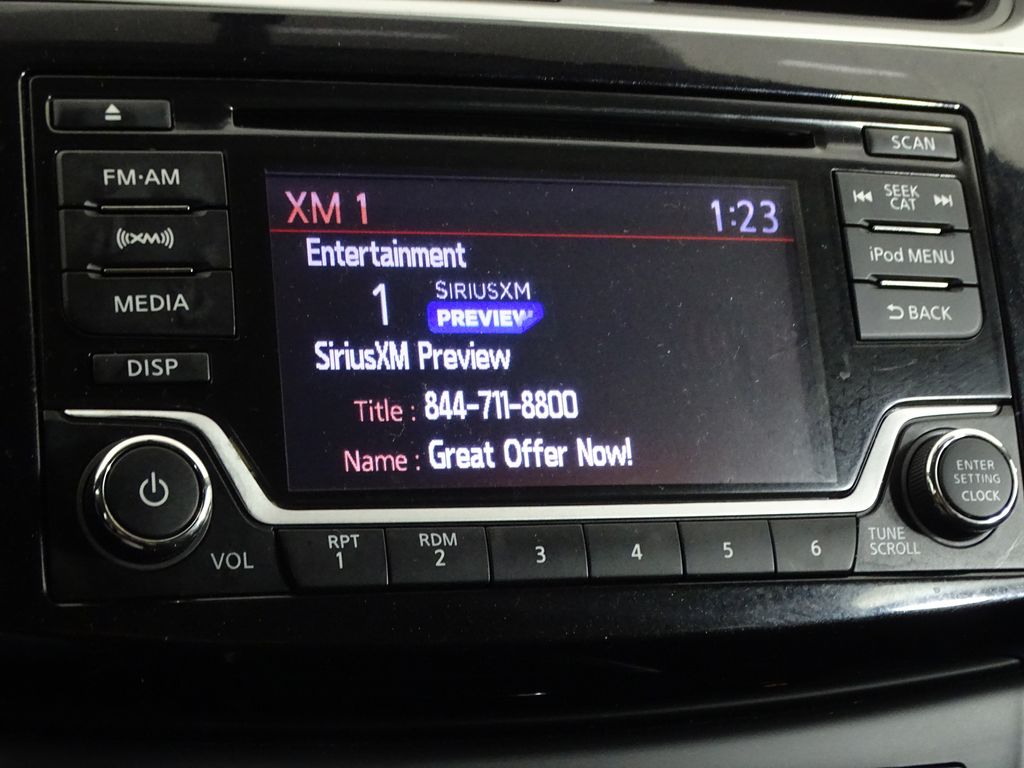 SCAN
FM·AM
XM
MEDIA
DISP
XM 1 1:23
Entertainment
1 SIRIUSXM
PREVIEW
SiriusXM Preview
Title : 844-711-8800
Name : Great Offer Now!
SEEK
CAT
iPod MENU
BACK
VOL
RPT
1
RDM
2
3
4
5
6
TUNE
SCROLL
ENTER
SETTING
CLOCK